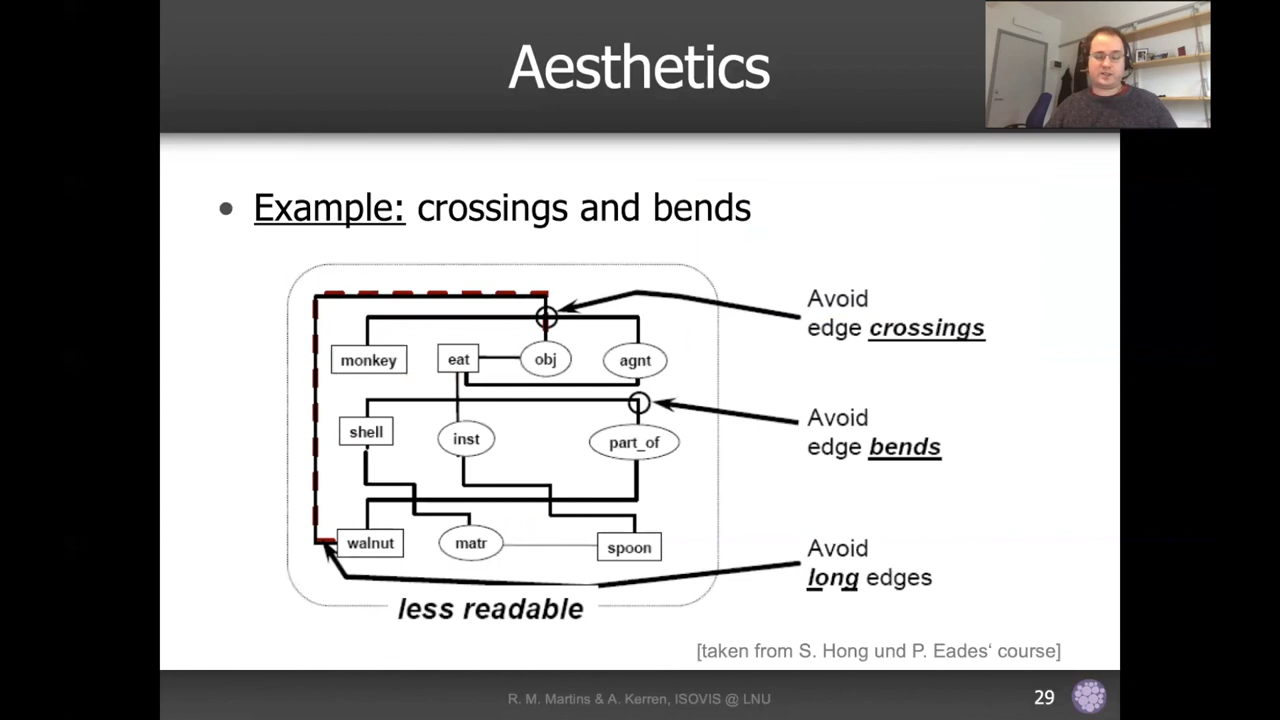 Aesthetics
• Example: crossings and bends
Avoid
edge crossings
monkey
eat
obj
agnt
Avoid
edge bends
shell
inst
part_of
walnut
matr
spoon
Avoid
long edges
less readable
[taken from S. Hong und P. Eades‘ course]
R. M. Martins & A. Kerren, ISOVIS @ LNU
29